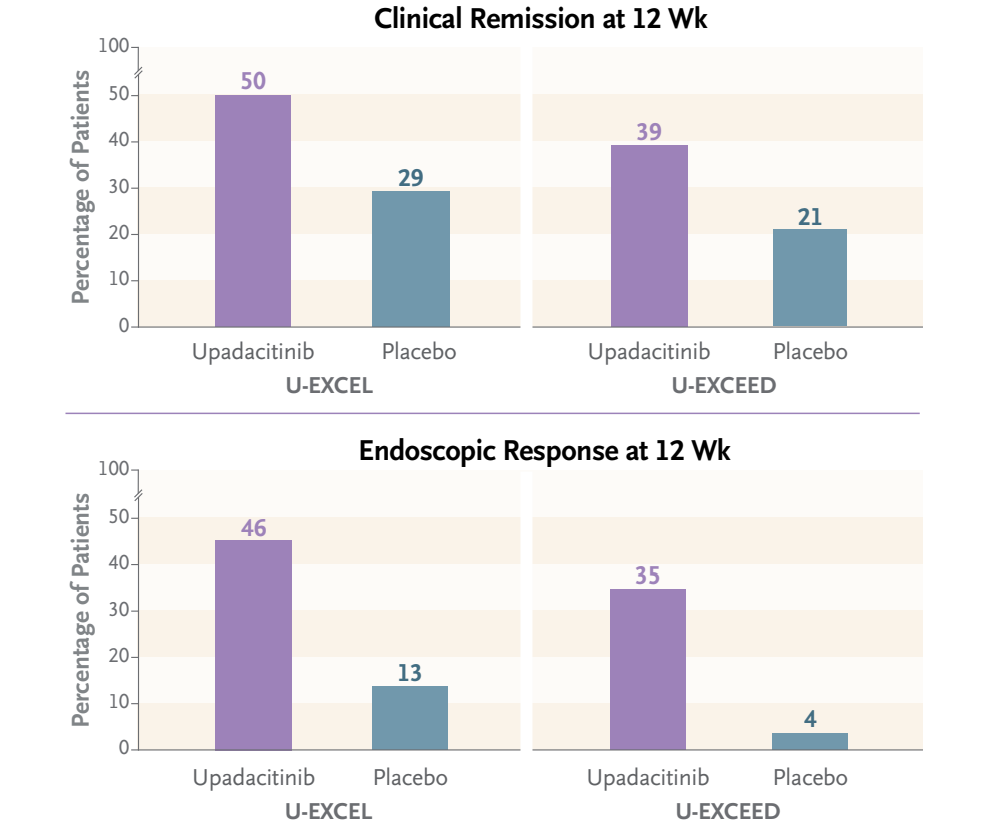 Clinical Remission at 12 Wk
Percentage of Patients
100
50
40
30
20
10
0
50
29
39
21
Upadacitinib Placebo Upadacitinib Placebo
U-EXCEL U-EXCEED
Endoscopic Response at 12 Wk
Percentage of Patients
100
50
40
30
20
10
0
46
13
35
4
Upadacitinib Placebo Upadacitinib Placebo
U-EXCEL U-EXCEED